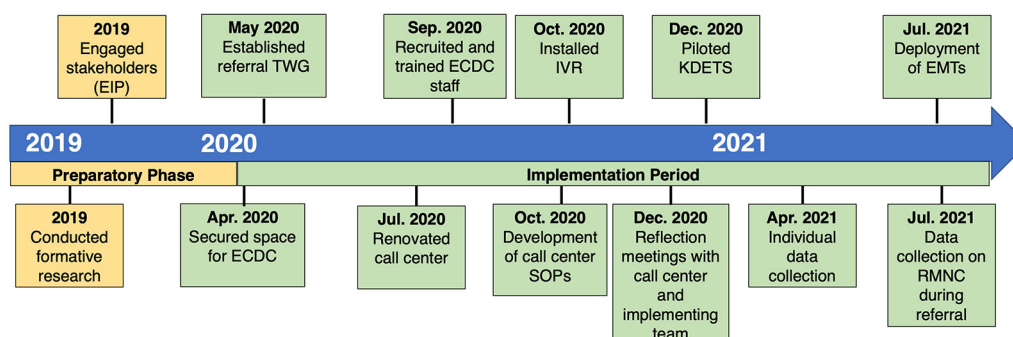 2019
Engaged
stakeholders
(EIP)
May 2020
Established
referral TWG
Sep. 2020
Recruited and
trained ECDC
staff
Oct. 2020
Installed
IVR
Dec. 2020
Piloted
KDETS
Jul. 2021
Deployment
of EMTs
2019
2020
2021
Preparatory Phase
Implementation Period
2019
Conducted
formative
research
Apr. 2020
Secured space
for ECDC
Jul. 2020
Renovated
call center
Oct. 2020
Development
of call center
SOPs
Dec. 2020
Reflection
meetings with
call center
and
implementing
team
Apr. 2021
Individual
data
collection
Jul. 2021
Data
collection on
RMNC
during
referral